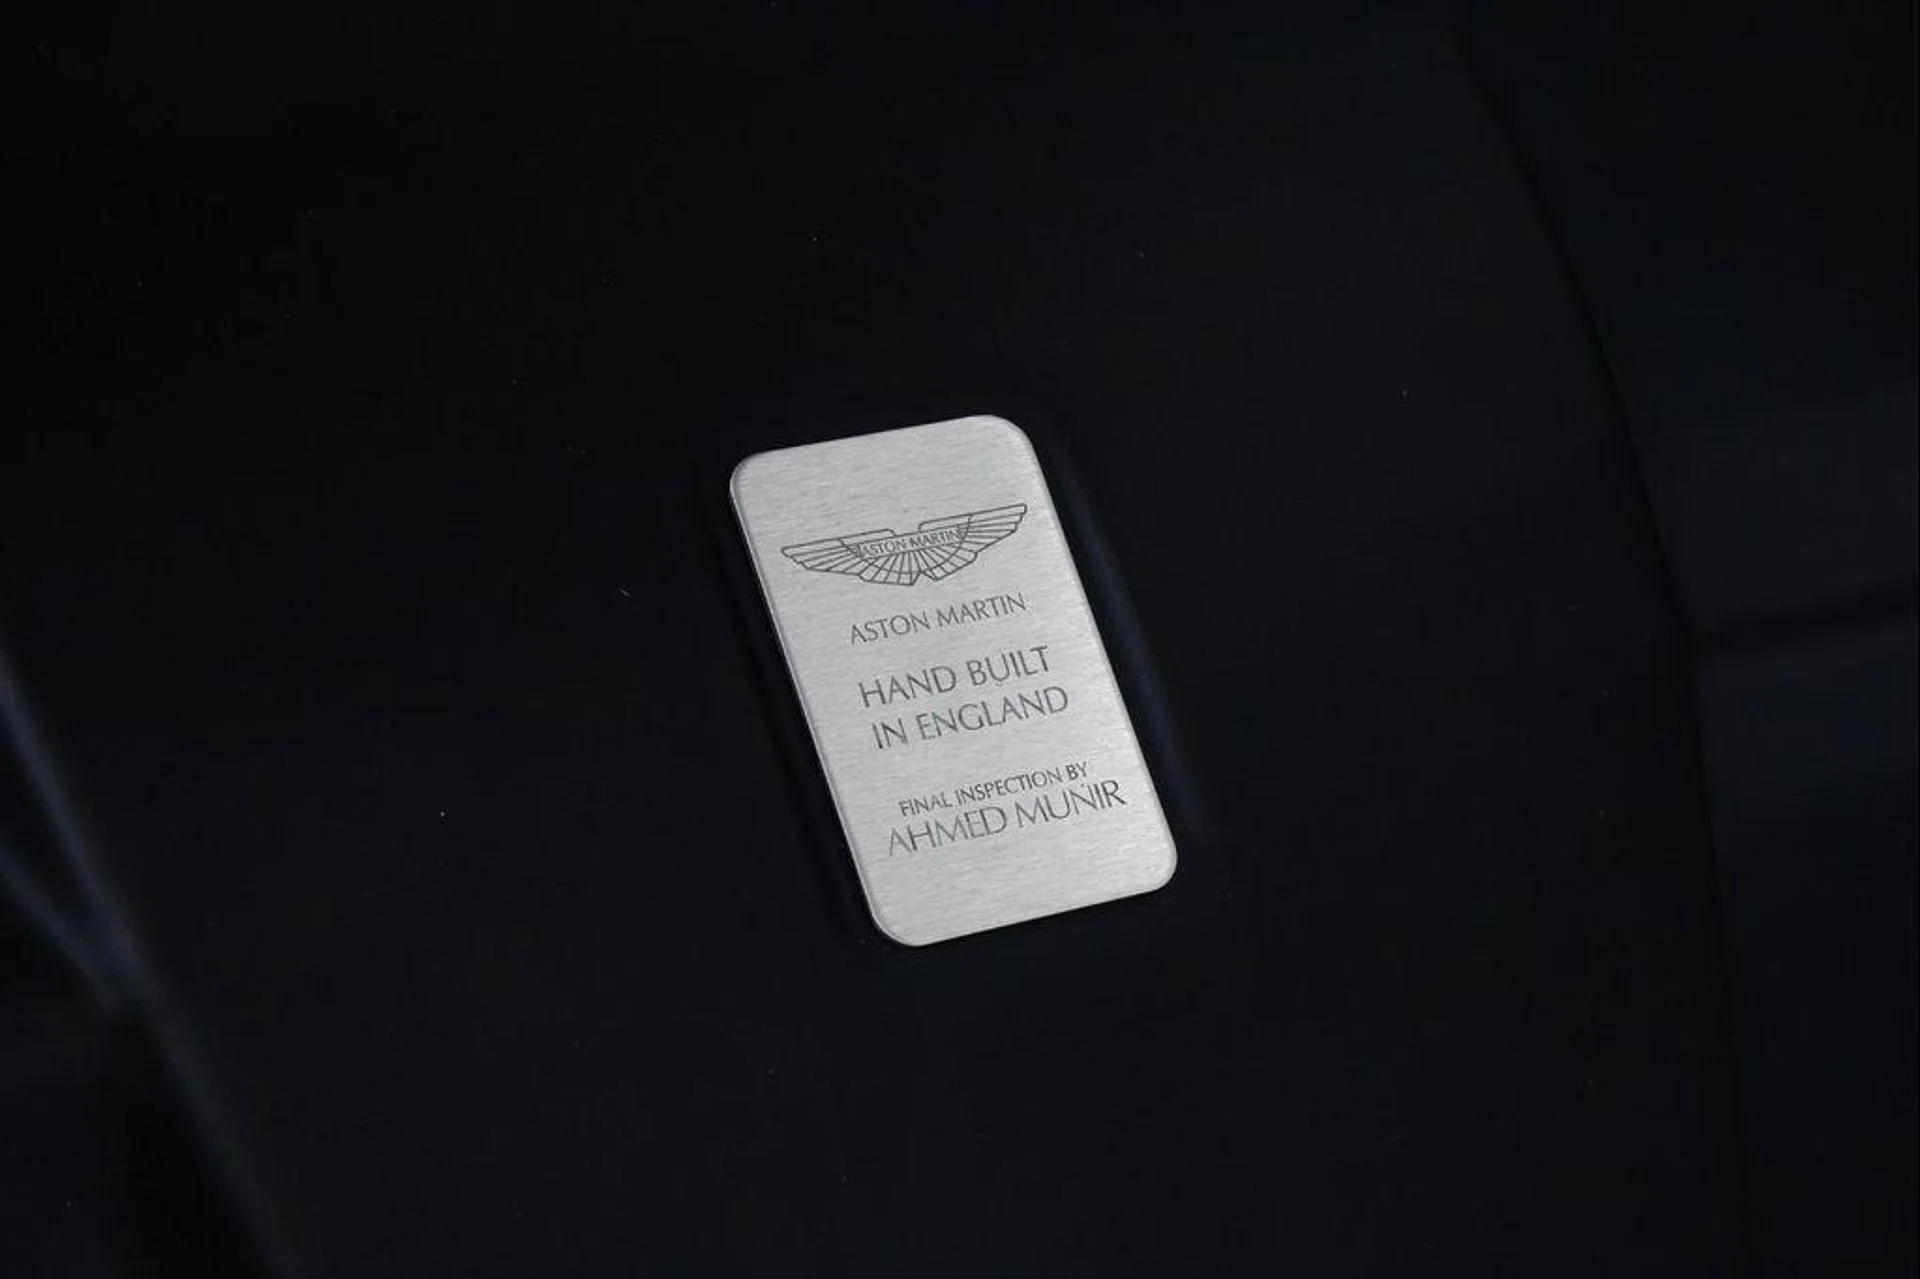 ASTON MARTIN
ASTON MARTIN
HAND BUILT
IN ENGLAND
FINAL INSPECTION BY
AHMED MUNIR